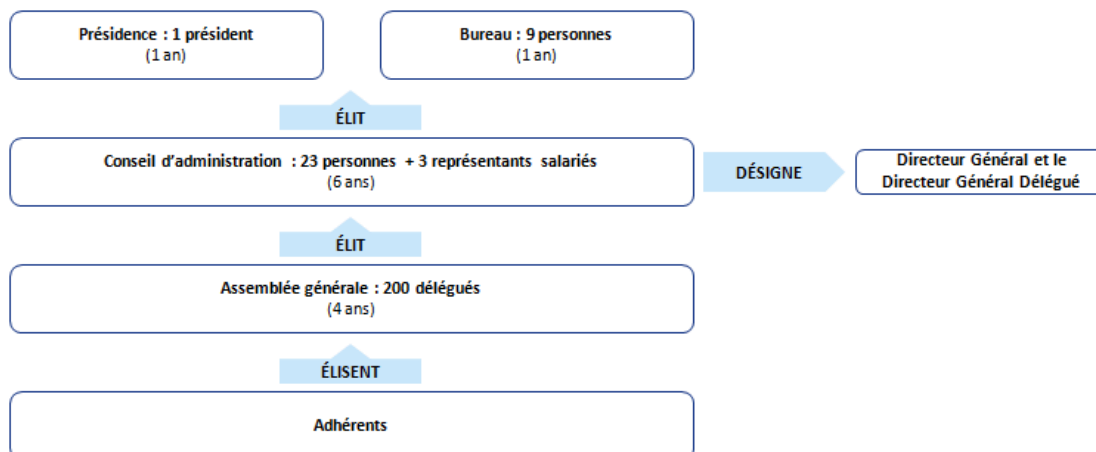 Présidence : 1 président
(1 an)
Bureau : 9 personnes
(1 an)
ÉLIT
Conseil d'administration : 23 personnes + 3 représentants salariés
(6 ans)
DÉSIGNE
Directeur Général et le
Directeur Général Délégué
ÉLIT
Assemblée générale : 200 délégués
(4 ans)
ÉLISENT
Adhérents